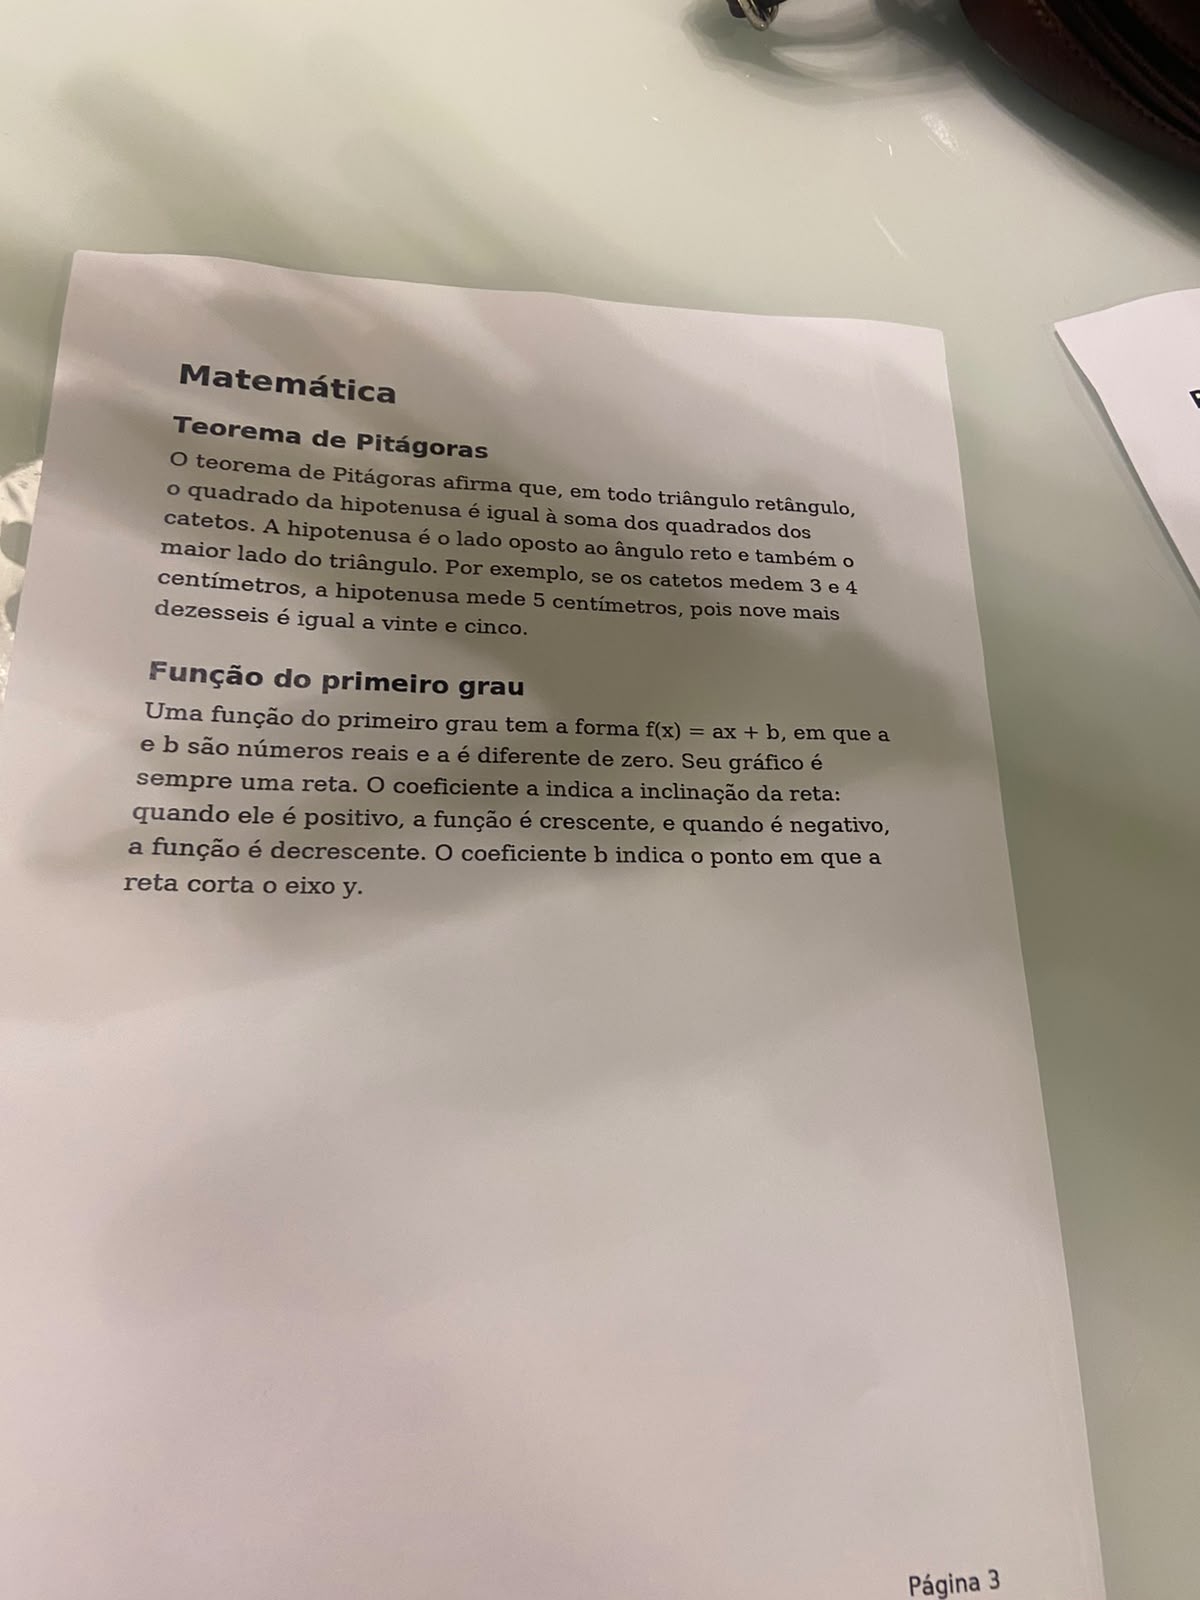 Matemática
Teorema de Pitágoras
O teorema de Pitágoras afirma que, em todo triângulo retângulo,
o quadrado da hipotenusa é igual à soma dos quadrados dos
catetos. A hipotenusa é o lado oposto ao ângulo reto e também o
maior lado do triângulo. Por exemplo, se os catetos medem 3 e 4
centímetros, a hipotenusa mede 5 centímetros, pois nove mais
dezesseis é igual a vinte e cinco.
Função do primeiro grau
Uma função do primeiro grau tem a forma f(x) = ax + b, em que a
e b são números reais e a é diferente de zero. Seu gráfico é
sempre uma reta. O coeficiente a indica a inclinação da reta:
quando ele é positivo, a função é crescente, e quando é negativo,
a função é decrescente. O coeficiente b indica o ponto em que a
reta corta o eixo y.
Página 3